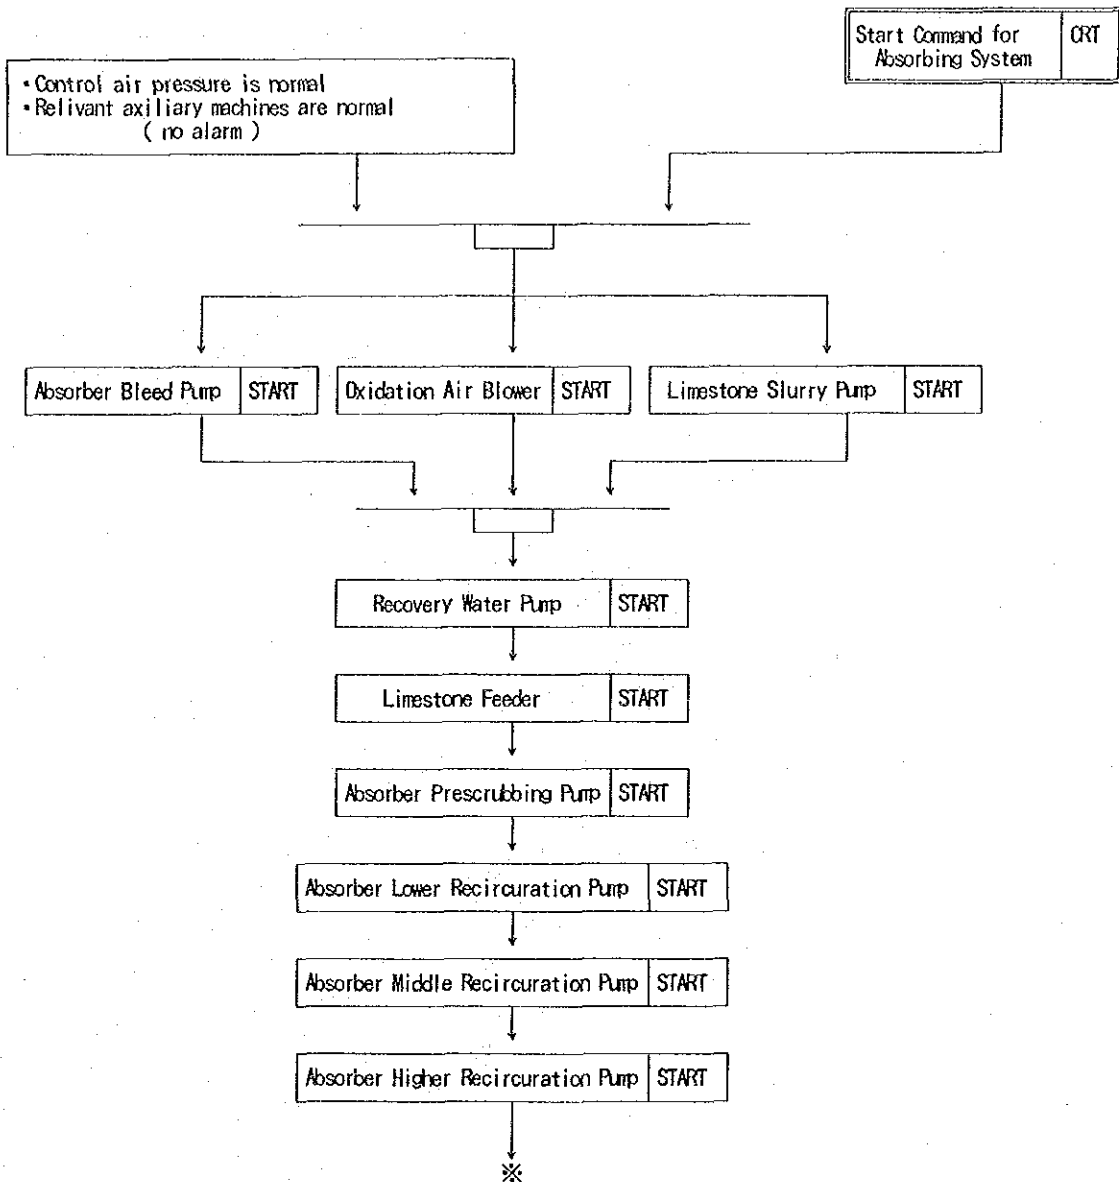 Start Command for CRT
Absorbing System
・Control air pressure is normal
・Relivant axiliary machines are normal
( no alarm )
Absorber Bleed Pump START
Oxidation Air Blower START
Limestone Slurry Pump START
Recovery Water Pump START
Limestone Feeder START
Absorber Prescrubbing Pump START
Absorber Lower Recircuration Pump START
Absorber Middle Recircuration Pump START
Absorber Higher Recircuration Pump START
※